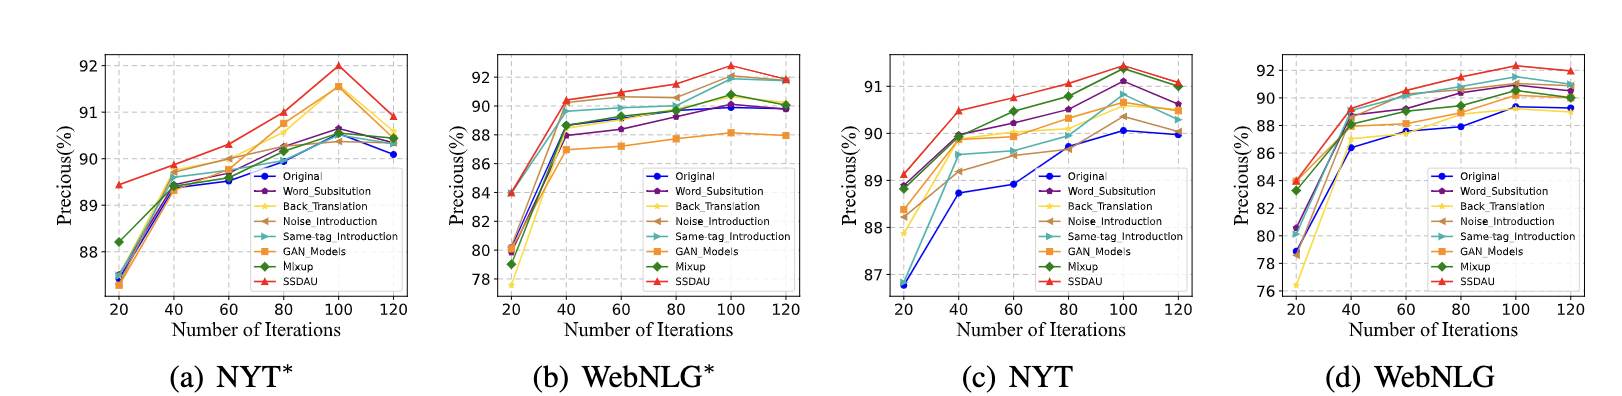 Precious(%)
92
91
90
89
88
20 40 60 80 100 120
Number of Iterations
Original
Word_Subsitution
Back_Translation
Noise_Introduction
Same-tag_Introduction
GAN_Models
Mixup
SSDAU
(a) NYT*
Precious(%)
92
90
88
86
84
82
80
78
20 40 60 80 100 120
Number of Iterations
Original
Word_Subsitution
Back_Translation
Noise_Introduction
Same-tag_Introduction
GAN_Models
Mixup
SSDAU
(b) WebNLG*
Precious(%)
91
90
89
88
87
20 40 60 80 100 120
Number of Iterations
Original
Word_Subsitution
Back_Translation
Noise_Introduction
Same-tag_Introduction
GAN_Models
Mixup
SSDAU
(c) NYT
Precious(%)
92
90
88
86
84
82
80
78
76
20 40 60 80 100 120
Number of Iterations
Original
Word_Subsitution
Back_Translation
Noise_Introduction
Same-tag_Introduction
GAN_Models
Mixup
SSDAU
(d) WebNLG